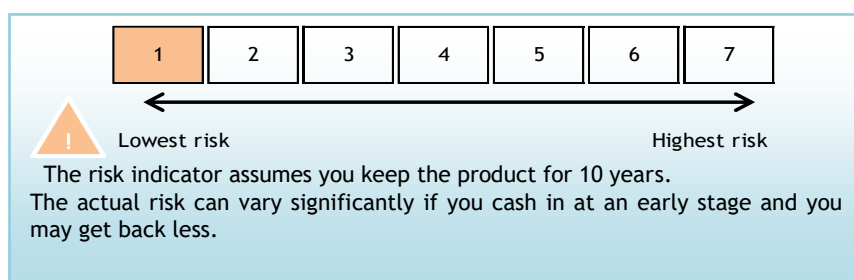 1 2 3 4 5 6 7
!
Lowest risk Highest risk
The risk indicator assumes you keep the product for 10 years.
The actual risk can vary significantly if you cash in at an early stage and you
may get back less.